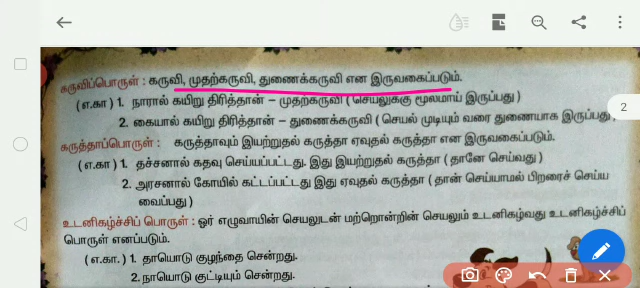 2
கருவிப்பொருள் : கருவி, முதற்கருவி, துணைக்கருவி என இருவகைப்படும்.
(எ.கா) 1. நாரால் கயிறு திரித்தான் – முதற்கருவி ( செயலுக்கு மூலமாய் இருப்பது )
2. கையால் கயிறு திரித்தான் – துணைக்கருவி ( செயல் முடியும் வரை துணையாக இருப்பது )
கருத்தாப்பொருள் : கருத்தாவும் இயற்றுதல் கருத்தா ஏவுதல் கருத்தா என இருவகைப்படும்.
(எ.கா) 1. தச்சனால் கதவு செய்யப்பட்டது. இது இயற்றுதல் கருத்தா ( தானே செய்வது )
2. அரசனால் கோயில் கட்டப்பட்டது இது ஏவுதல் கருத்தா ( தான் செய்யாமல் பிறரைச் செய்ய
வைப்பது )
உடனிகழ்ச்சிப் பொருள் : ஓர் எழுவாயின் செயலுடன் மற்றொன்றின் செயலும் உடனிகழ்வது உடனிகழ்ச்சிப்
பொருள் எனப்படும்.
(எ.கா.) 1. தாயொடு குழந்தை சென்றது.
2. நாயொடு குட்டியும் சென்றது.